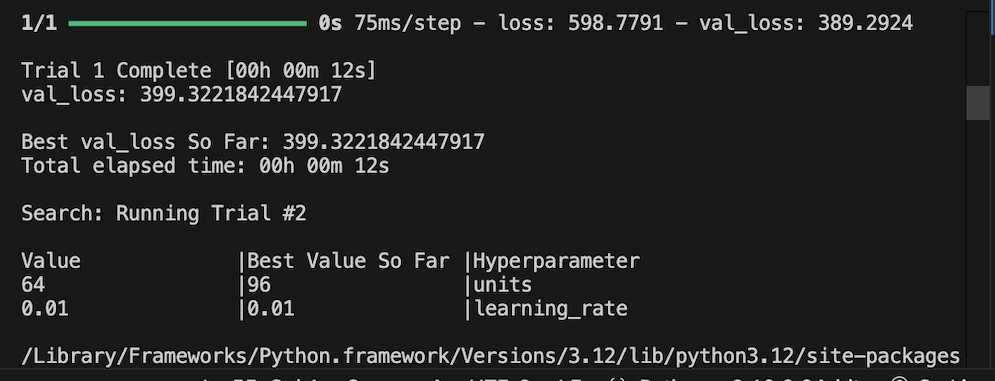 1/1 ━━━━━━━━━━━━━━━━━━━━ 0s 75ms/step - loss: 598.7791 - val_loss: 389.2924
Trial 1 Complete [00h 00m 12s]
val_loss: 399.3221842447917
Best val_loss So Far: 399.3221842447917
Total elapsed time: 00h 00m 12s
Search: Running Trial #2
Value |Best Value So Far |Hyperparameter
64 |96 |units
0.01 |0.01 |learning_rate
/Library/Frameworks/Python.framework/Versions/3.12/lib/python3.12/site-packages